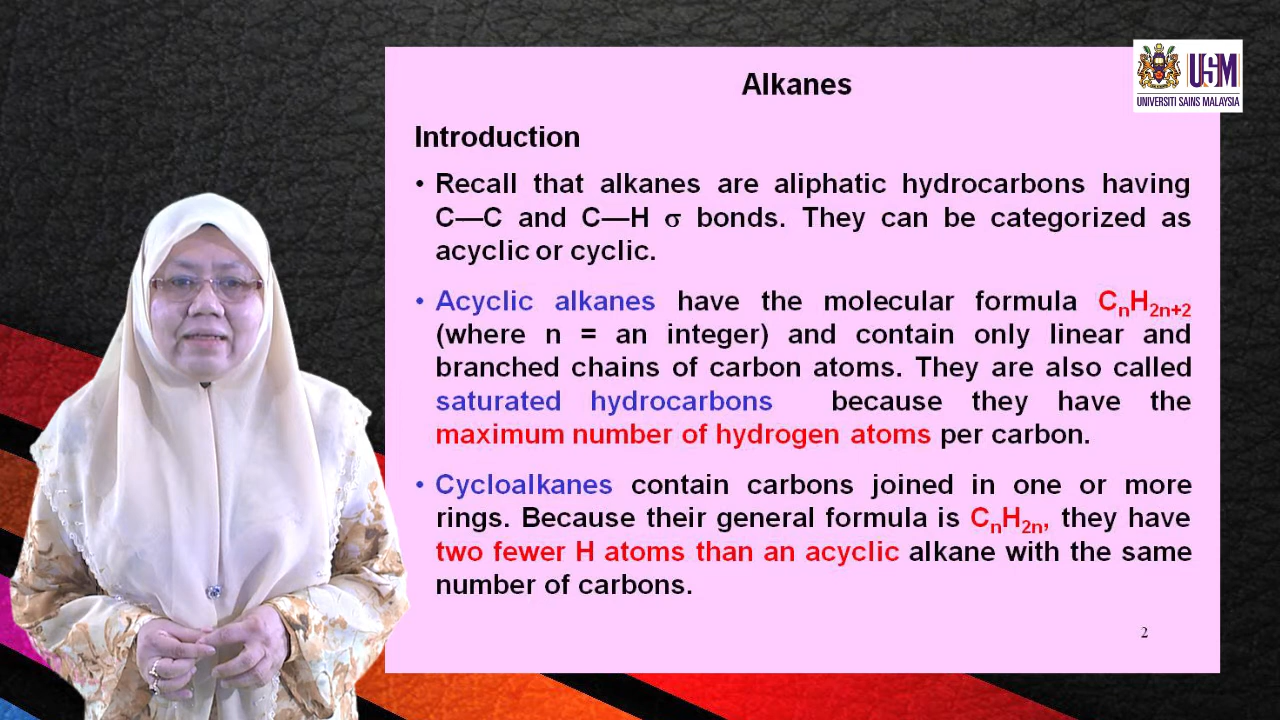 USM
UNIVERSITI SAINS MALAYSIA
Alkanes
Introduction
• Recall that alkanes are aliphatic hydrocarbons having
C—C and C—H σ bonds. They can be categorized as
acyclic or cyclic.
• Acyclic alkanes have the molecular formula CₙH₂ₙ₊₂
(where n = an integer) and contain only linear and
branched chains of carbon atoms. They are also called
saturated hydrocarbons because they have the
maximum number of hydrogen atoms per carbon.
• Cycloalkanes contain carbons joined in one or more
rings. Because their general formula is CₙH₂ₙ, they have
two fewer H atoms than an acyclic alkane with the same
number of carbons.
2